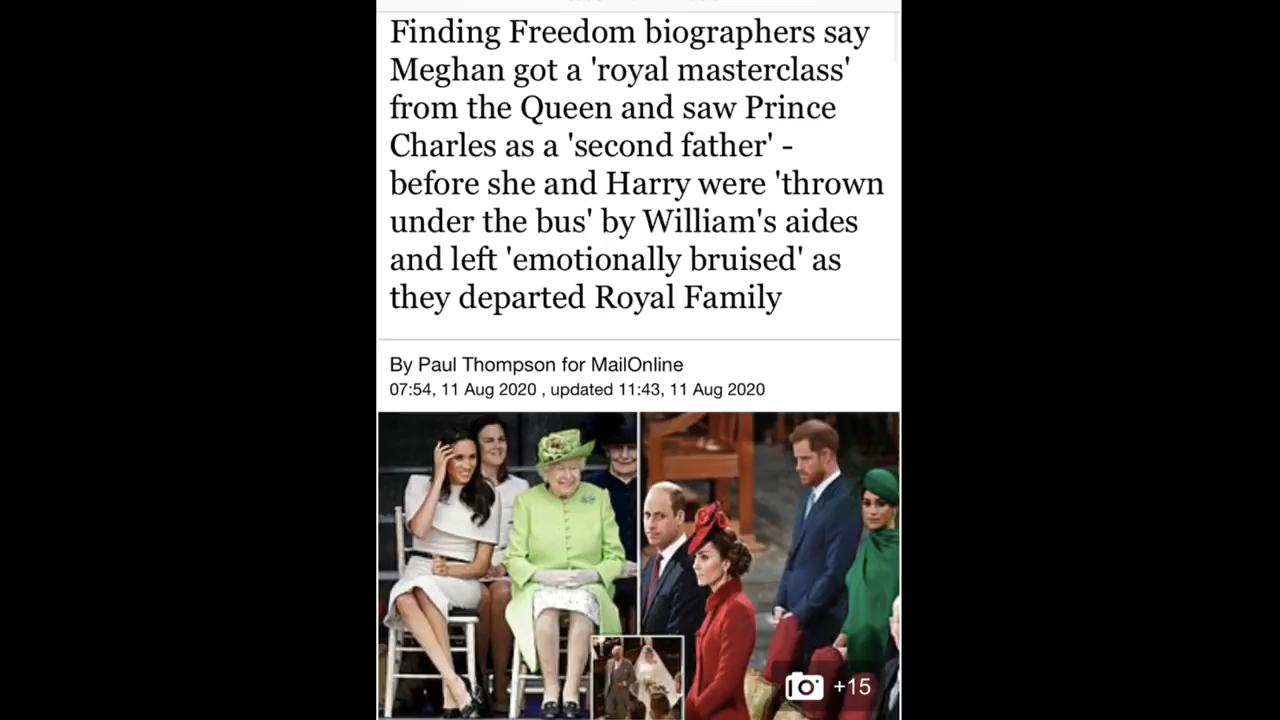 Finding Freedom biographers say
Meghan got a 'royal masterclass'
from the Queen and saw Prince
Charles as a 'second father' -
before she and Harry were 'thrown
under the bus' by William's aides
and left 'emotionally bruised' as
they departed Royal Family
By Paul Thompson for MailOnline
07:54, 11 Aug 2020 , updated 11:43, 11 Aug 2020
+15